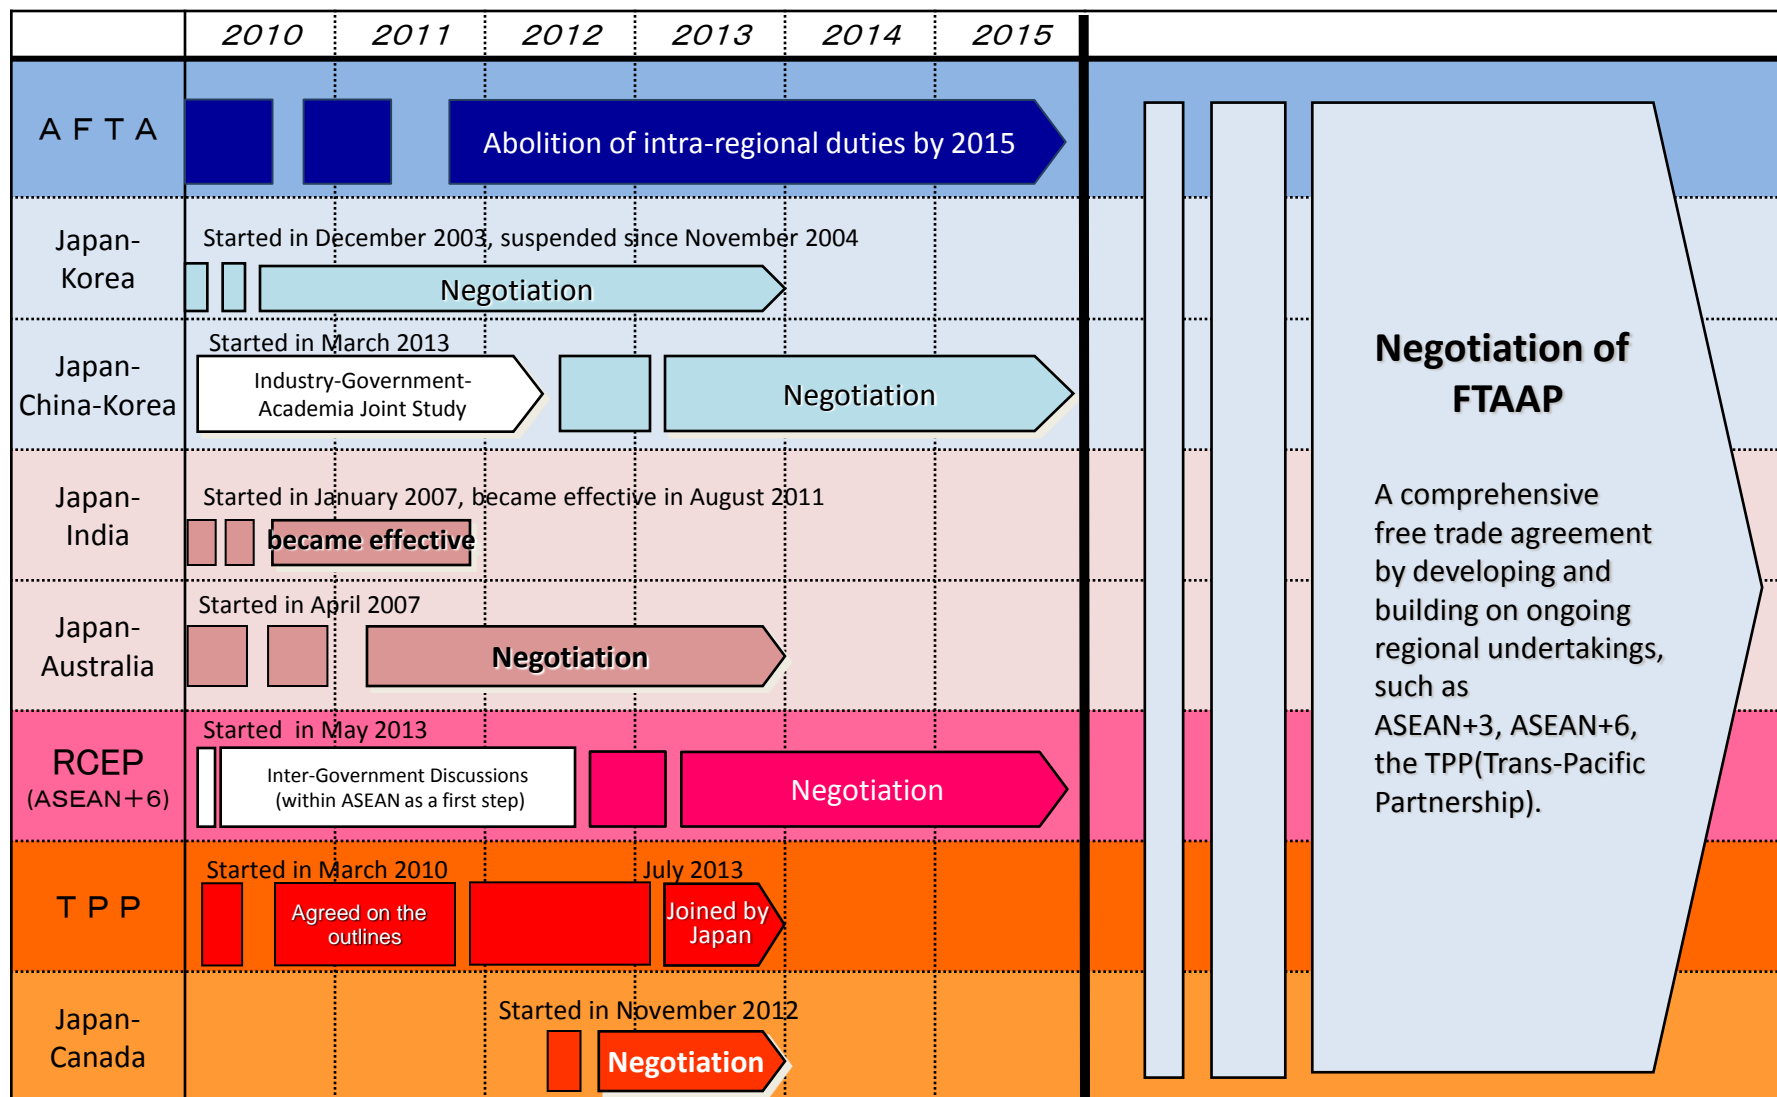 2010 2011 2012 2013 2014 2015
AFTA
Abolition of intra-regional duties by 2015
Japan-
Korea
Started in December 2003, suspended since November 2004
Negotiation
Japan-
China-Korea
Started in March 2013
Industry-Government-
Academia Joint Study
Negotiation
Japan-
India
Started in January 2007, became effective in August 2011
became effective
Japan-
Australia
Started in April 2007
Negotiation
RCEP
(ASEAN+6)
Started in May 2013
Inter-Government Discussions
(within ASEAN as a first step)
Negotiation
TPP
Started in March 2010
Agreed on the
outlines
July 2013
Joined by
Japan
Japan-
Canada
Started in November 2012
Negotiation
Negotiation of
FTAAP
A comprehensive
free trade agreement
by developing and
building on ongoing
regional undertakings,
such as
ASEAN+3, ASEAN+6,
the TPP(Trans-Pacific
Partnership).